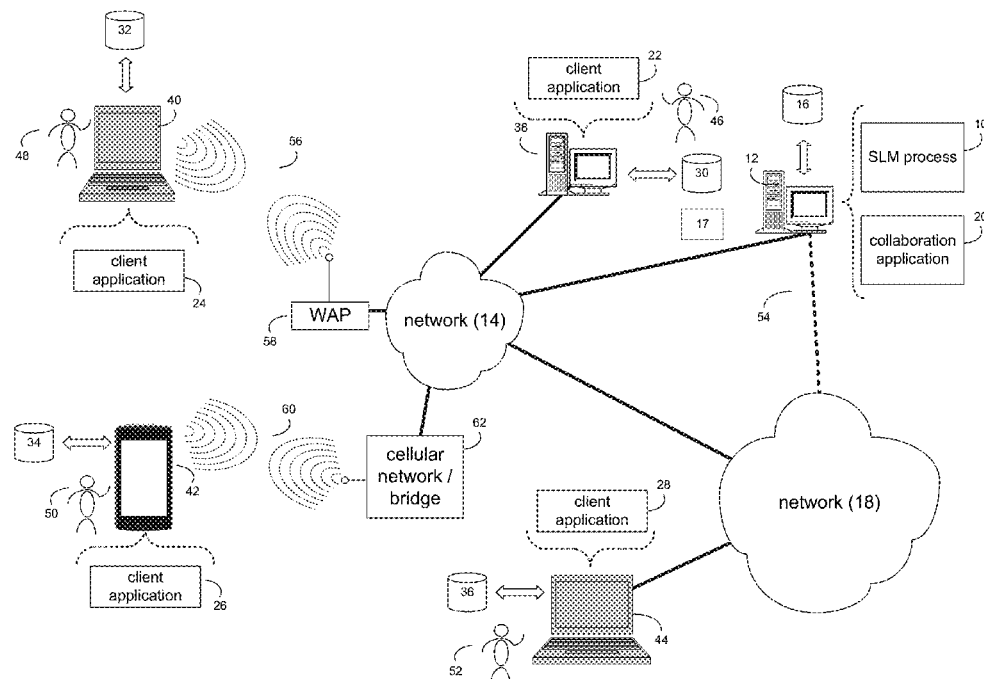 32
40
48
56
client
application
24
22
client
application
38
46
30
17
16
12
10
SLM process
20
collaboration
application
54
WAP
58
network (14)
34
42
50
60
62
cellular
network /
bridge
client
application
26
28
client
application
36
44
52
network (18)